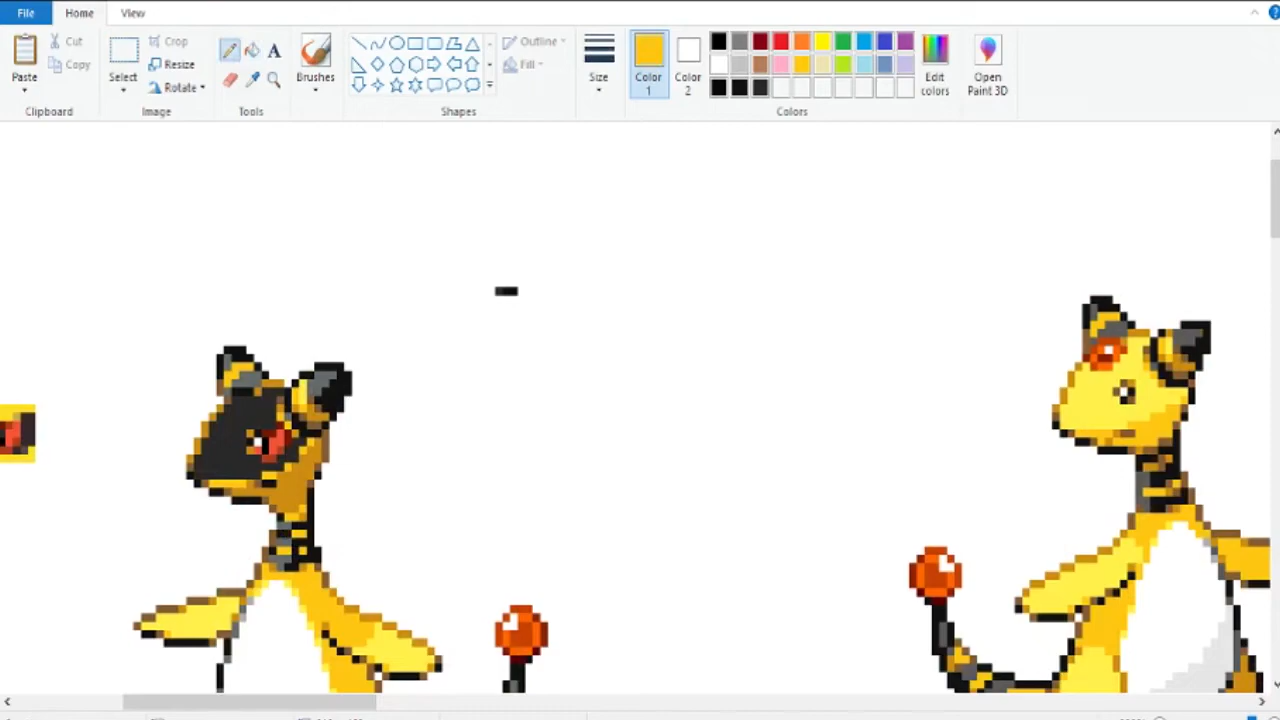 File Home View
Cut
Copy
Paste
Clipboard
Select
Crop
Resize
Rotate
Image
A
Tools
Brushes
Shapes
Outline
Fill
Size
Color 1
Color 2
Edit colors
Open Paint 3D
Colors